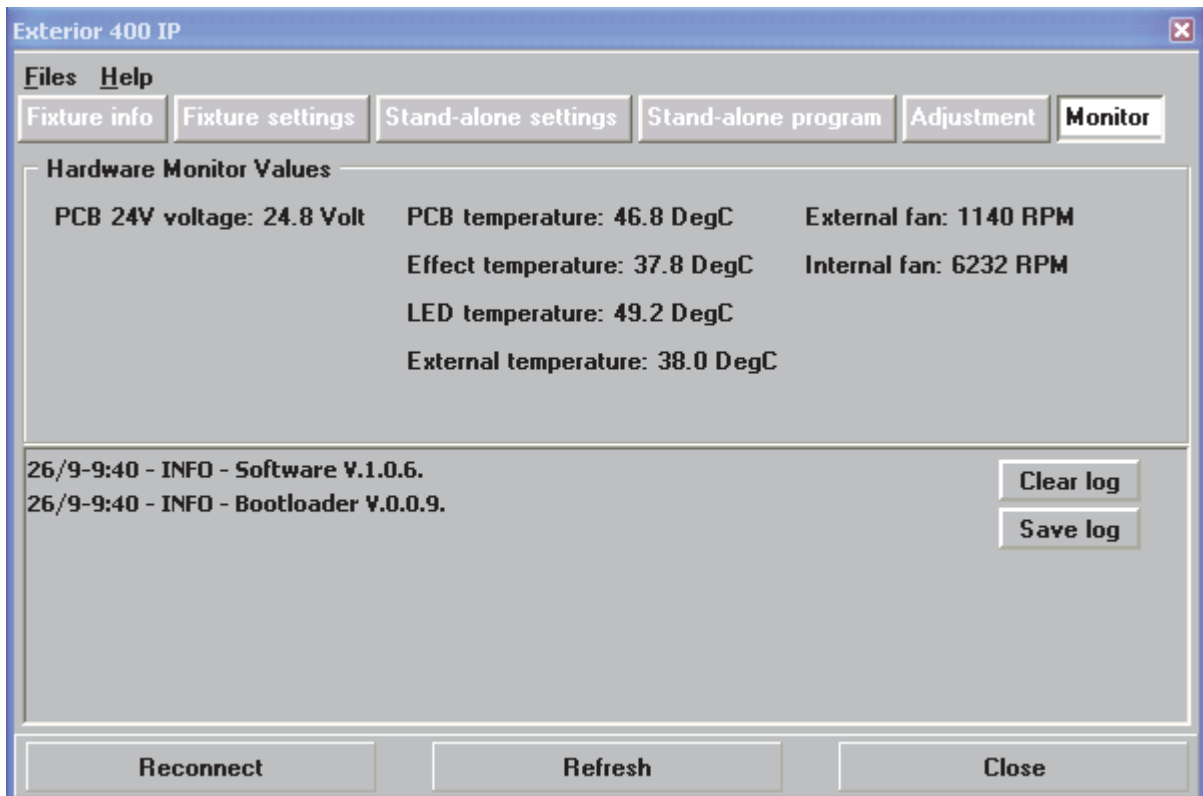 Exterior 400 IP
Files Help
Fixture info Fixture settings Stand-alone settings Stand-alone program Adjustment Monitor
Hardware Monitor Values
PCB 24V voltage: 24.8 Volt PCB temperature: 46.8 DegC External fan: 1140 RPM
Effect temperature: 37.8 DegC Internal fan: 6232 RPM
LED temperature: 49.2 DegC
External temperature: 38.0 DegC
26/9-9:40 - INFO - Software V.1.0.6.
26/9-9:40 - INFO - Bootloader V.0.0.9.
Clear log
Save log
Reconnect Refresh Close